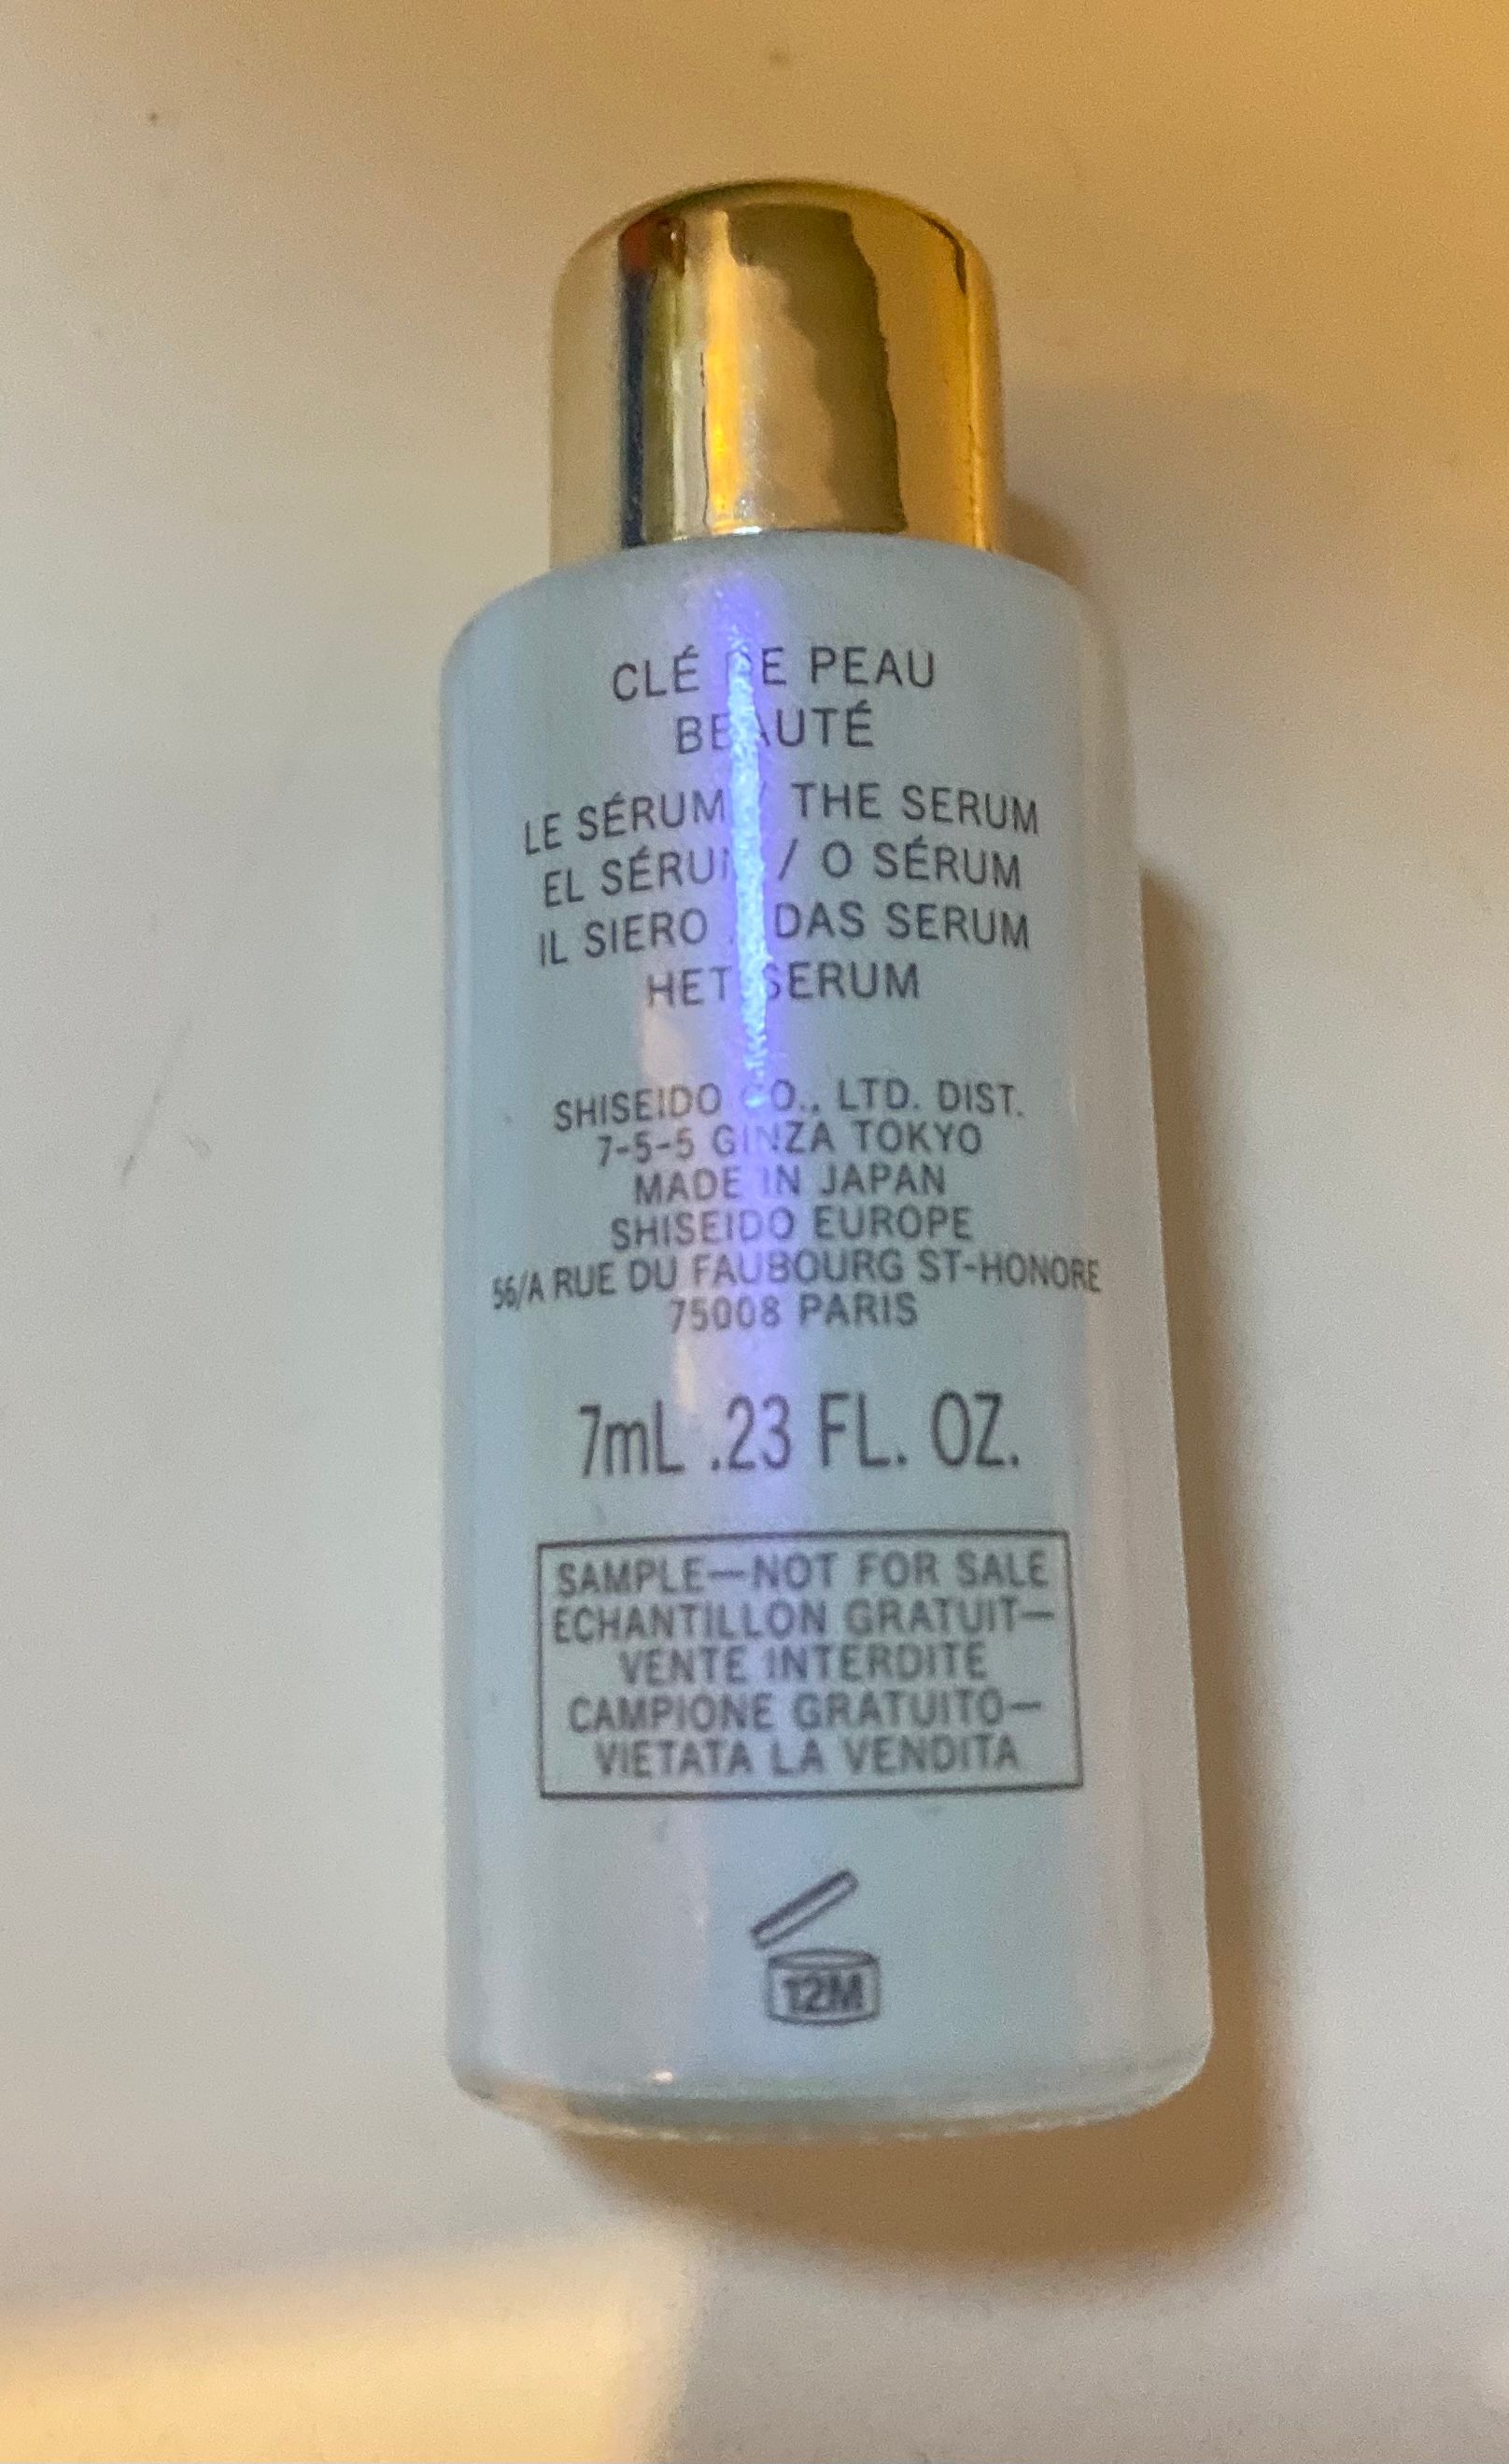 CLÉ DE PEAU
BEAUTÉ
LE SÉRUM / THE SERUM
EL SÉRUM / O SÉRUM
IL SIERO / DAS SERUM
HET SERUM
SHISEIDO CO., LTD. DIST.
7-5-5 GINZA TOKYO
MADE IN JAPAN
SHISEIDO EUROPE
56/A RUE DU FAUBOURG ST-HONORE
75008 PARIS
7mL .23 FL. OZ.
SAMPLE—NOT FOR SALE
ECHANTILLON GRATUIT—
VENTE INTERDITE
CAMPIONE GRATUITO—
VIETATA LA VENDITA
12M